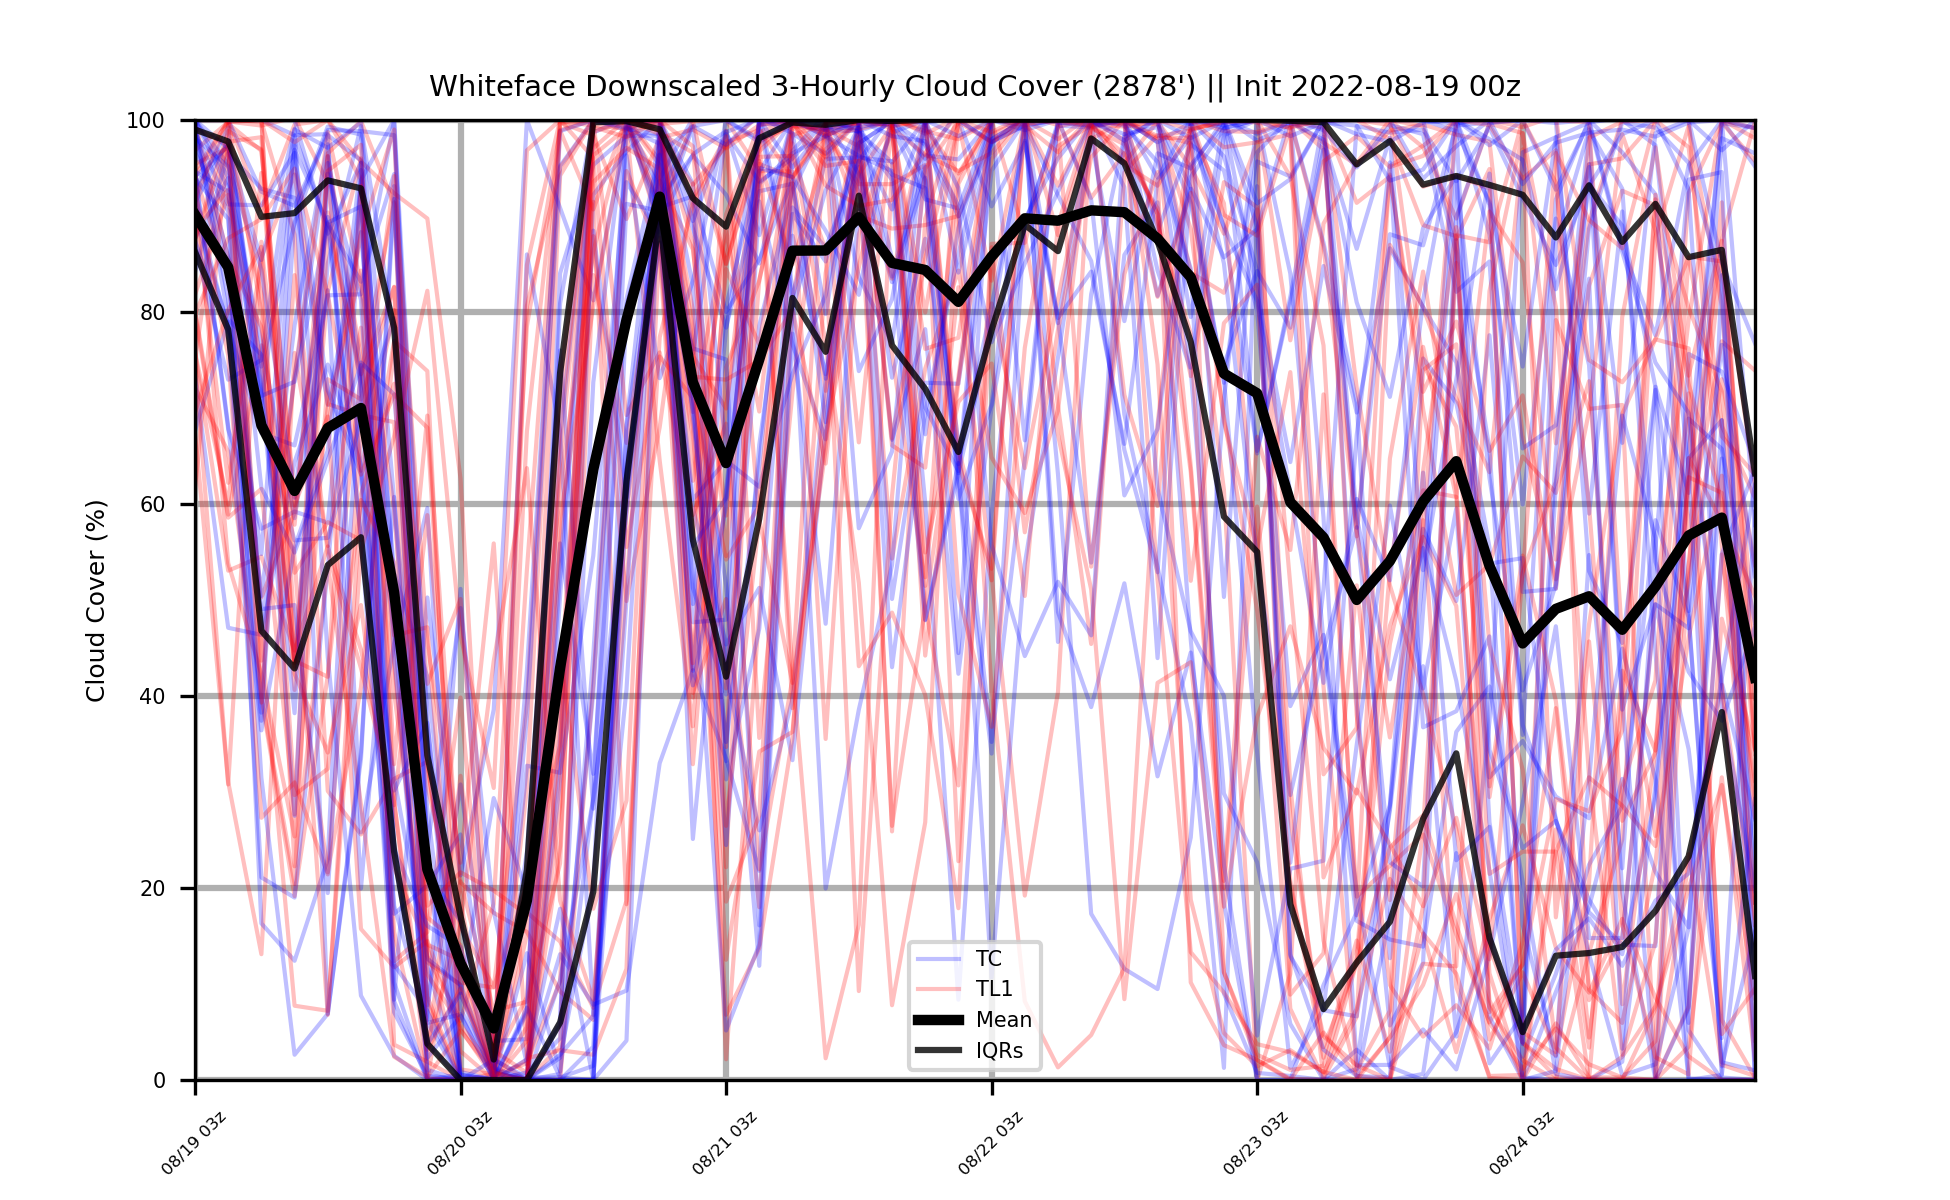 Whiteface Downscaled 3-Hourly Cloud Cover (2878') || Init 2022-08-19 00z
Cloud Cover (%)
100
80
60
40
20
0
TC
TL1
Mean
IQRs
08/19 03z
08/20 03z
08/21 03z
08/22 03z
08/23 03z
08/24 03z